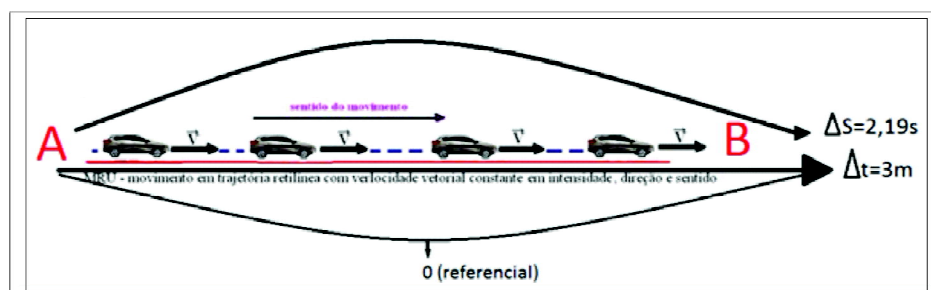 sentido do movimento
A
v
v
v
v
B
ΔS=2,19s
Δt=3m
MRU - movimento em trajetória retilínea com verlocidade vetorial constante em intensidade, direção e sentido
0 (referencial)